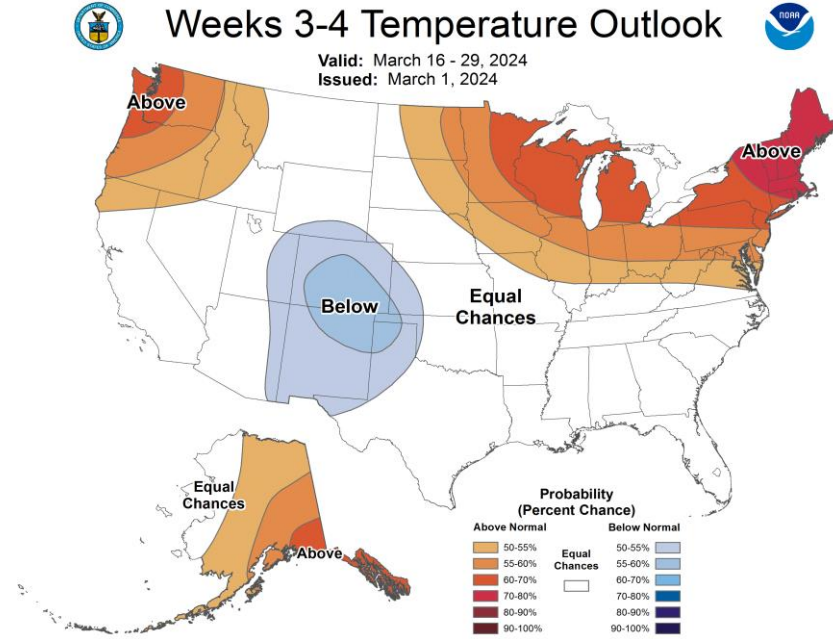 Weeks 3-4 Temperature Outlook
NOAA
Valid: March 16 - 29, 2024
Issued: March 1, 2024
Above
Above
Below
Equal
Chances
Equal
Chances
Above
Probability
(Percent Chance)
Above Normal
Below Normal
50-55%
55-60%
60-70%
70-80%
80-90%
90-100%
Equal
Chances
50-55%
55-60%
60-70%
70-80%
80-90%
90-100%